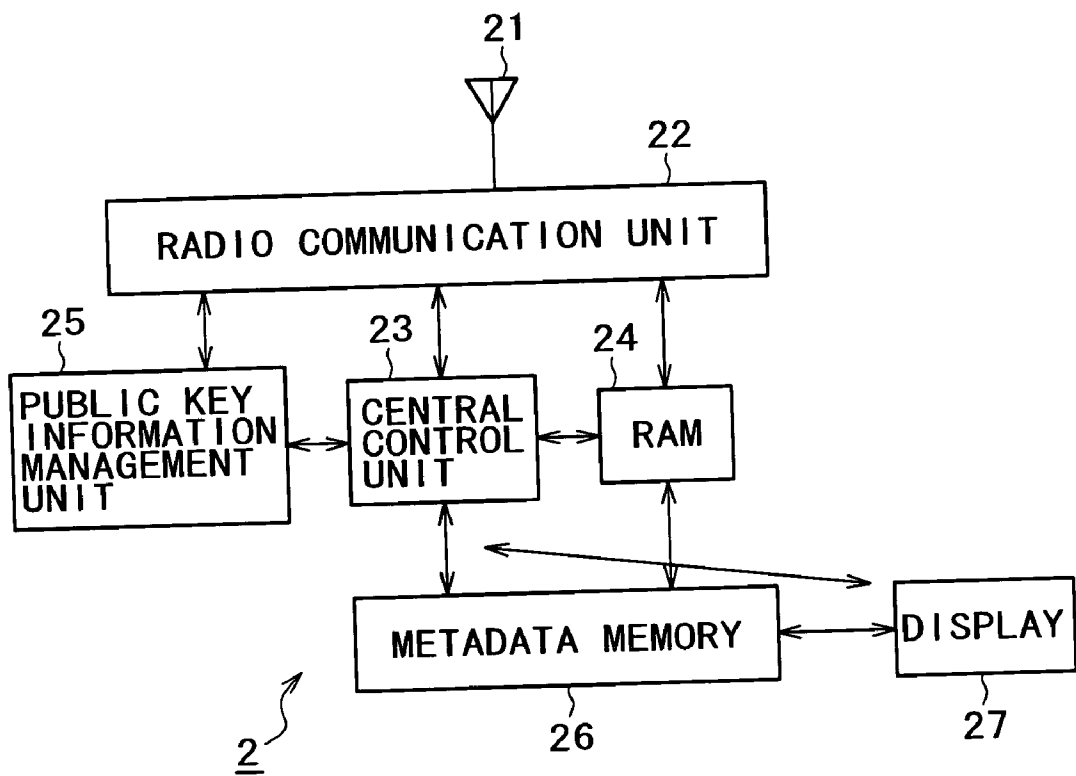 21
22
RADIO COMMUNICATION UNIT
25
23
24
PUBLIC KEY
INFORMATION
MANAGEMENT
UNIT
CENTRAL
CONTROL
UNIT
RAM
METADATA MEMORY
DISPLAY
26
27
2